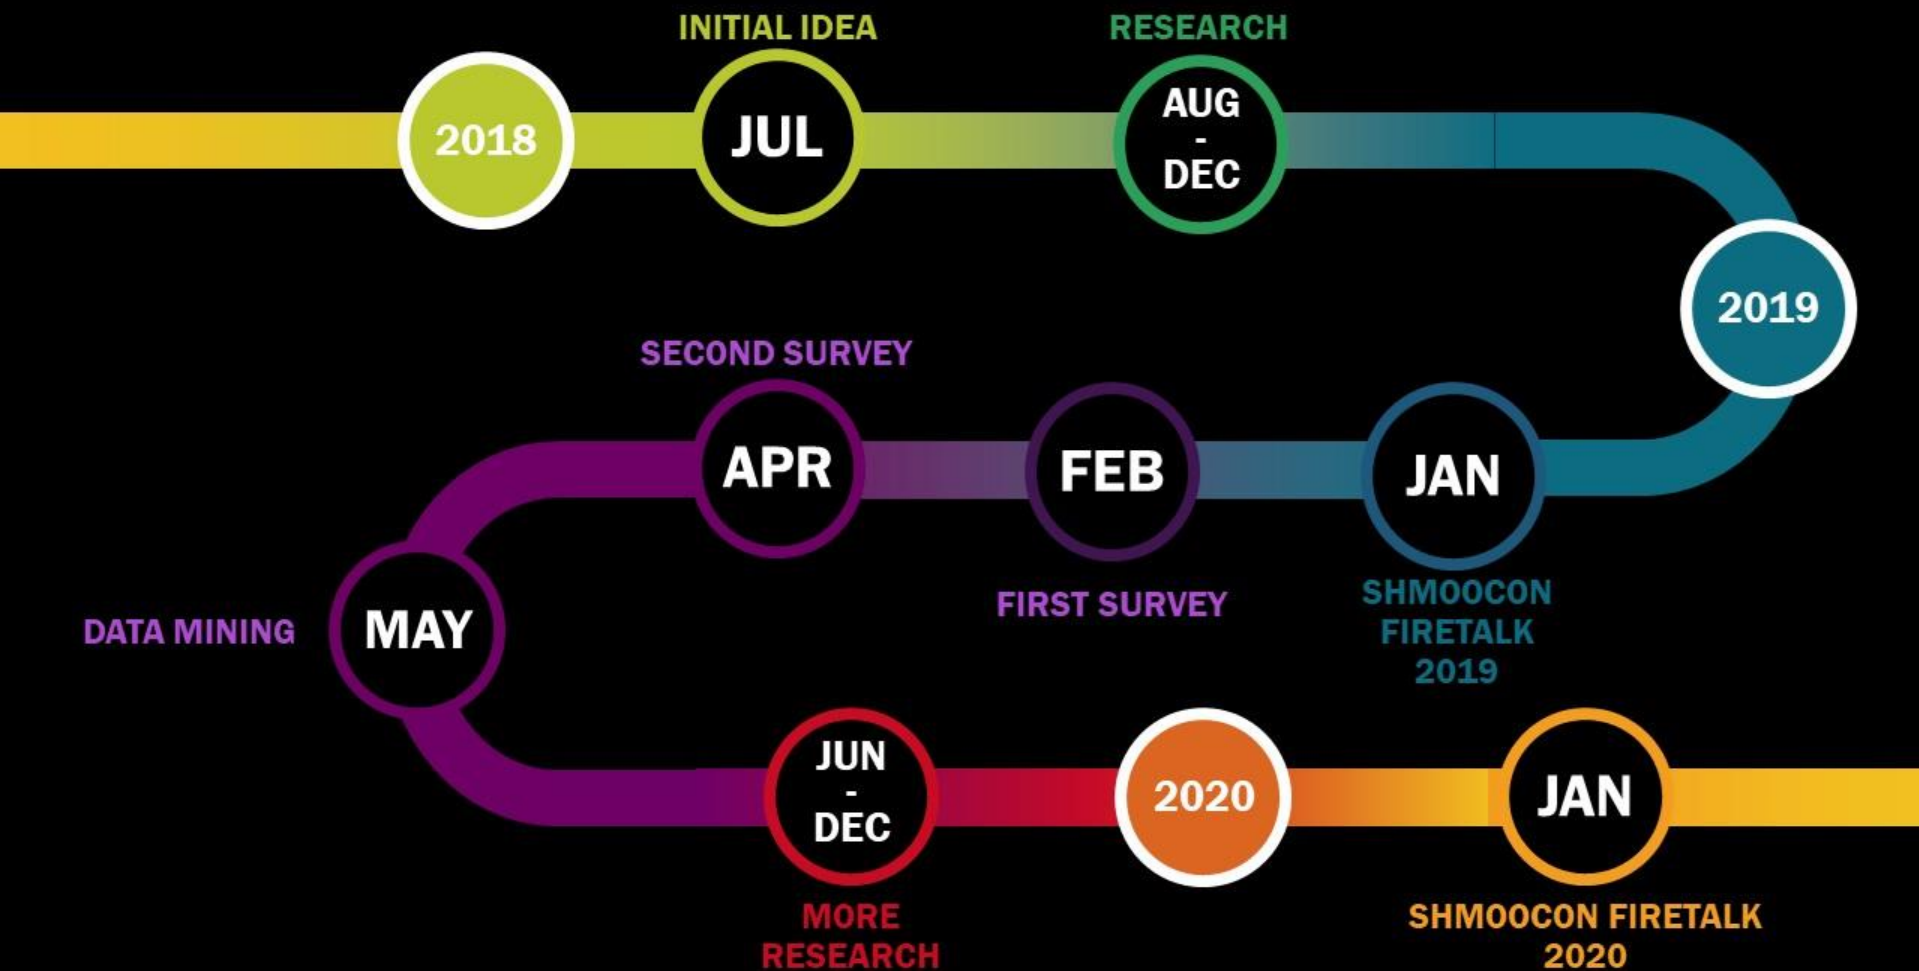 INITIAL IDEA
RESEARCH
2018
JUL
AUG
-
DEC
2019
SECOND SURVEY
APR
FEB
JAN
FIRST SURVEY
SHMOOCON
FIRETALK
2019
DATA MINING
MAY
JUN
-
DEC
2020
JAN
MORE
RESEARCH
SHMOOCON FIRETALK
2020